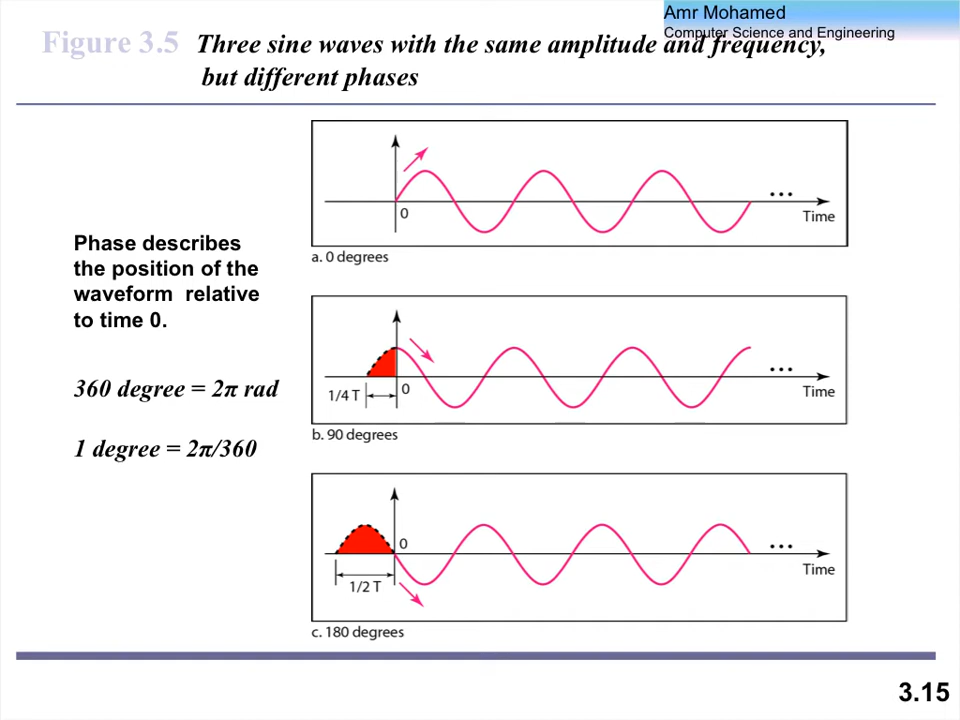 Amr Mohamed
Computer Science and Engineering
Figure 3.5 Three sine waves with the same amplitude and frequency,
but different phases
Phase describes
the position of the
waveform relative
to time 0.
360 degree = 2π rad
1 degree = 2π/360
0
...
Time
a. 0 degrees
1/4 T
0
...
Time
b. 90 degrees
0
...
Time
1/2 T
c. 180 degrees
3.15